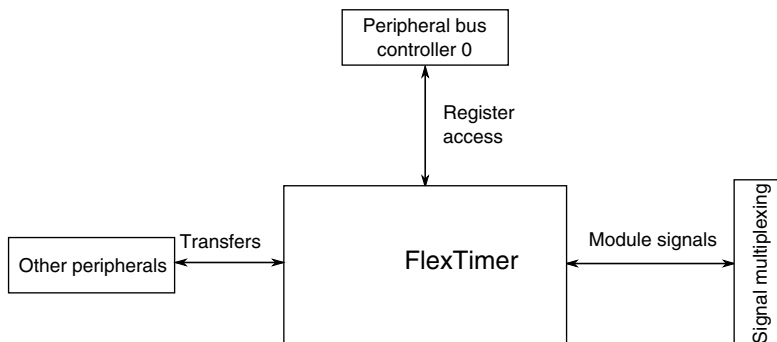 Peripheral bus
controller 0
Register
access
Transfers
Other peripherals
FlexTimer
Module signals
Signal multiplexing